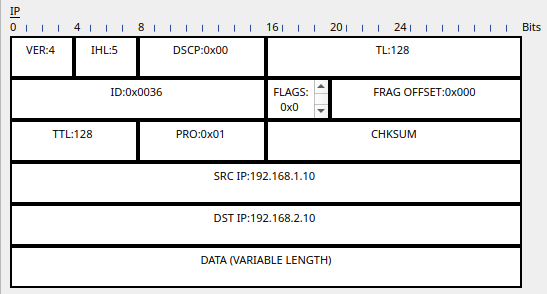 IP
0 4 8 16 20 24 Bits
VER:4 IHL:5 DSCP:0x00 TL:128
ID:0x0036 FLAGS: 0x0 FRAG OFFSET:0x000
TTL:128 PRO:0x01 CHKSUM
SRC IP:192.168.1.10
DST IP:192.168.2.10
DATA (VARIABLE LENGTH)